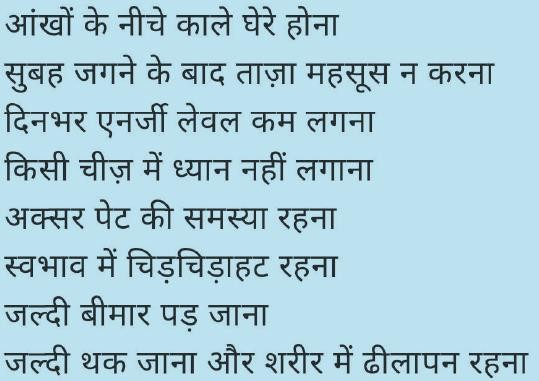 आंखों के नीचे काले घेरे होना
सुबह जगने के बाद ताज़ा महसूस न करना
दिनभर एनर्जी लेवल कम लगना
किसी चीज़ में ध्यान नहीं लगाना
अक्सर पेट की समस्या रहना
स्वभाव में चिड़चिड़ाहट रहना
जल्दी बीमार पड़ जाना
जल्दी थक जाना और शरीर में ढीलापन रहना